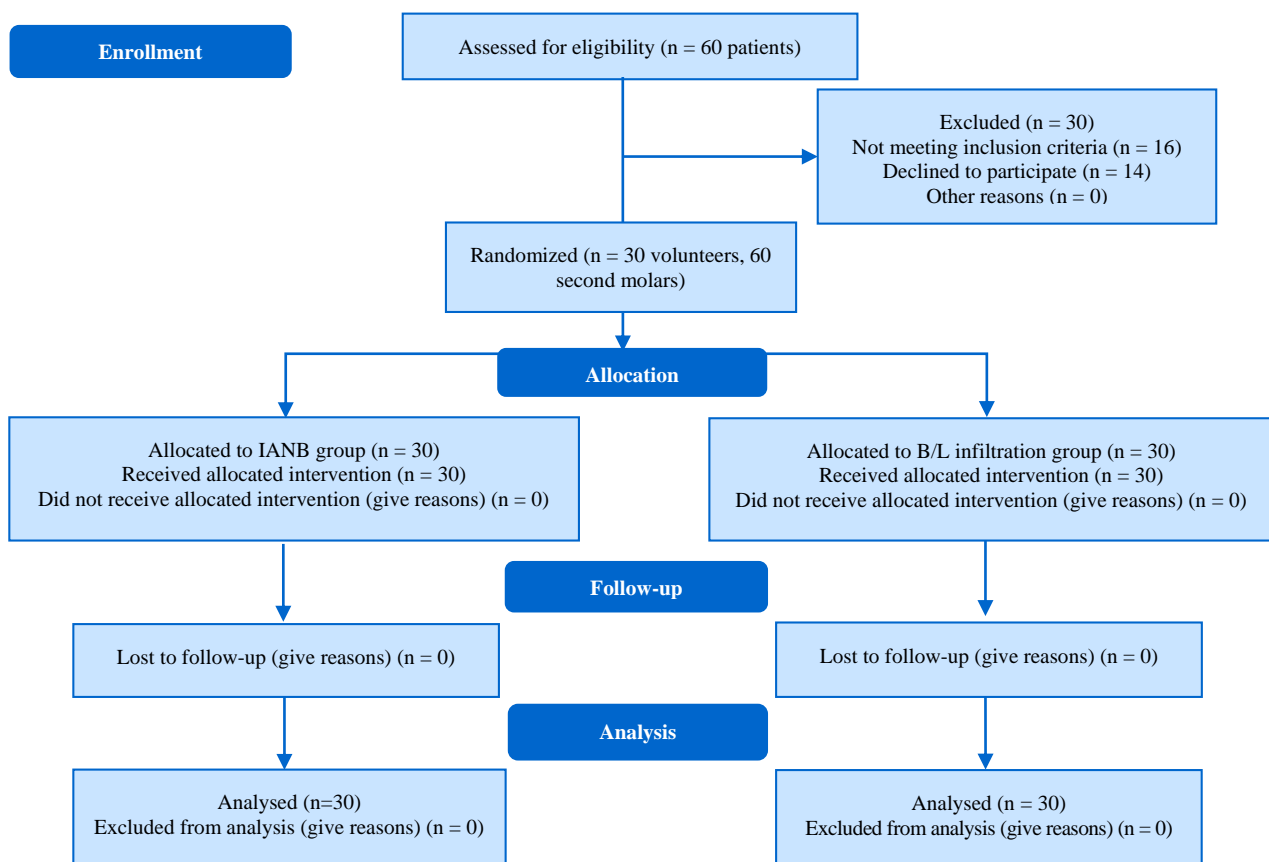 Enrollment
Assessed for eligibility (n = 60 patients)
Excluded (n = 30)
Not meeting inclusion criteria (n = 16)
Declined to participate (n = 14)
Other reasons (n = 0)
Randomized (n = 30 volunteers, 60
second molars)
Allocation
Allocated to IANB group (n = 30)
Received allocated intervention (n = 30)
Did not receive allocated intervention (give reasons) (n = 0)
Allocated to B/L infiltration group (n = 30)
Received allocated intervention (n = 30)
Did not receive allocated intervention (give reasons) (n = 0)
Follow-up
Lost to follow-up (give reasons) (n = 0)
Lost to follow-up (give reasons) (n = 0)
Analysis
Analysed (n=30)
Excluded from analysis (give reasons) (n = 0)
Analysed (n = 30)
Excluded from analysis (give reasons) (n = 0)